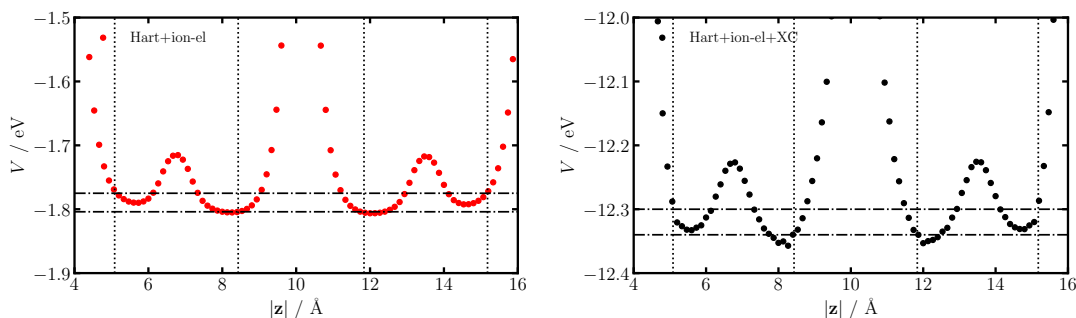 Hart+ion-el
−1.5
−1.6
−1.7
−1.8
−1.9
V / eV
4 6 8 10 12 14 16
|z| / Å
Hart+ion-el+XC
−12.0
−12.1
−12.2
−12.3
−12.4
V / eV
4 6 8 10 12 14 16
|z| / Å